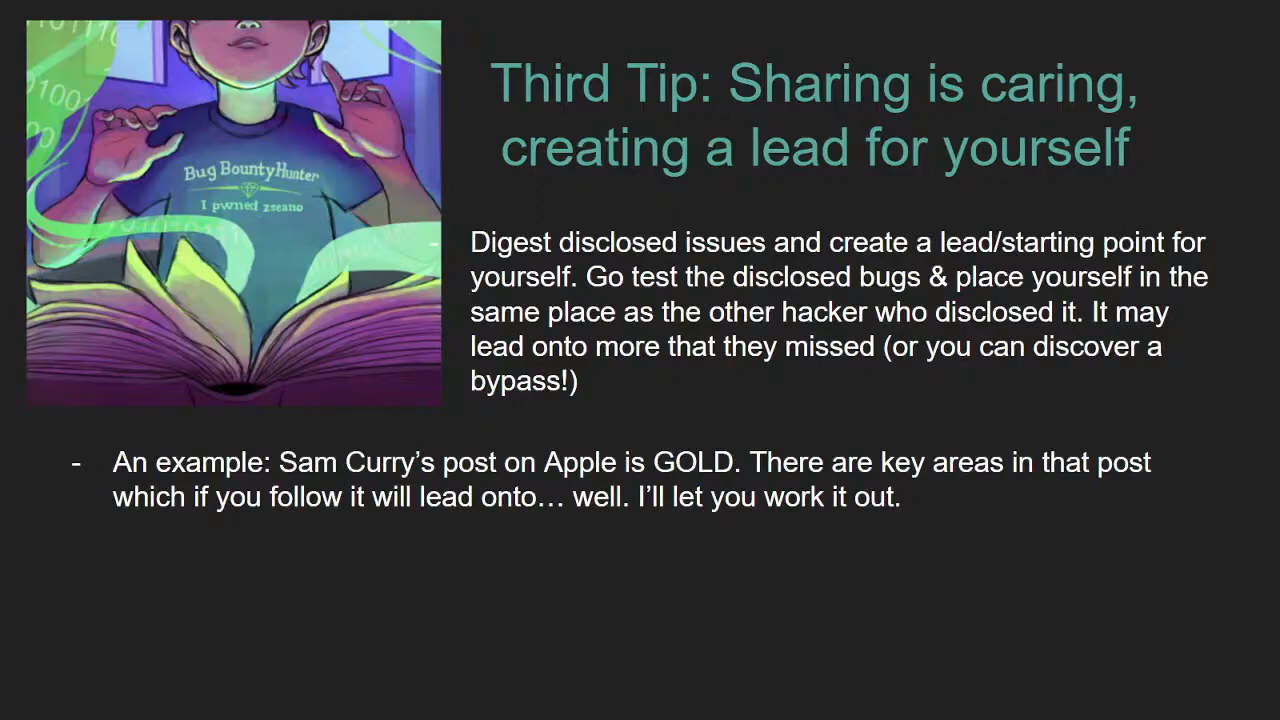 Third Tip: Sharing is caring,
creating a lead for yourself
Bug BountyHunter
I pwned zseano
Digest disclosed issues and create a lead/starting point for
yourself. Go test the disclosed bugs & place yourself in the
same place as the other hacker who disclosed it. It may
lead onto more that they missed (or you can discover a
bypass!)
- An example: Sam Curry’s post on Apple is GOLD. There are key areas in that post
which if you follow it will lead onto… well. I’ll let you work it out.